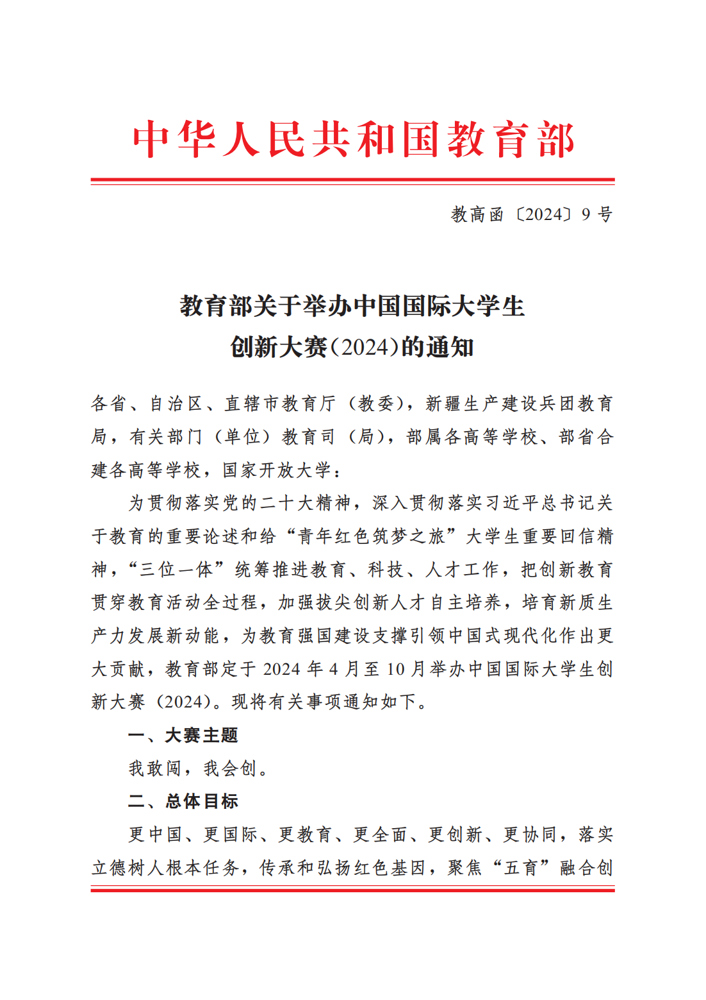 中华人民共和国教育部
教高函〔2024〕9 号
教育部关于举办中国国际大学生
创新大赛(2024)的通知
各省、自治区、直辖市教育厅（教委），新疆生产建设兵团教育
局，有关部门（单位）教育司（局），部属各高等学校、部省合
建各高等学校，国家开放大学：
为贯彻落实党的二十大精神，深入贯彻落实习近平总书记关
于教育的重要论述和给“青年红色筑梦之旅”大学生重要回信精
神，“三位一体”统筹推进教育、科技、人才工作，把创新教育
贯穿教育活动全过程，加强拔尖创新人才自主培养，培育新质生
产力发展新动能，为教育强国建设支撑引领中国式现代化作出更
大贡献，教育部定于 2024 年 4 月至 10 月举办中国国际大学生创
新大赛（2024）。现将有关事项通知如下。
一、大赛主题
我敢闯，我会创。
二、总体目标
更中国、更国际、更教育、更全面、更创新、更协同，落实
立德树人根本任务，传承和弘扬红色基因，聚焦“五育”融合创